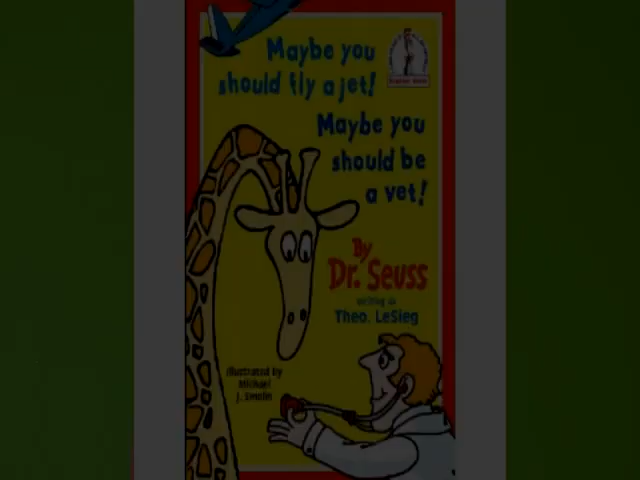 Maybe you
should fly a jet!
Maybe you
should be
a vet!
By
Dr. Seuss
writing as
Theo. LeSieg
Illustrated by
Michael
J. Smollin